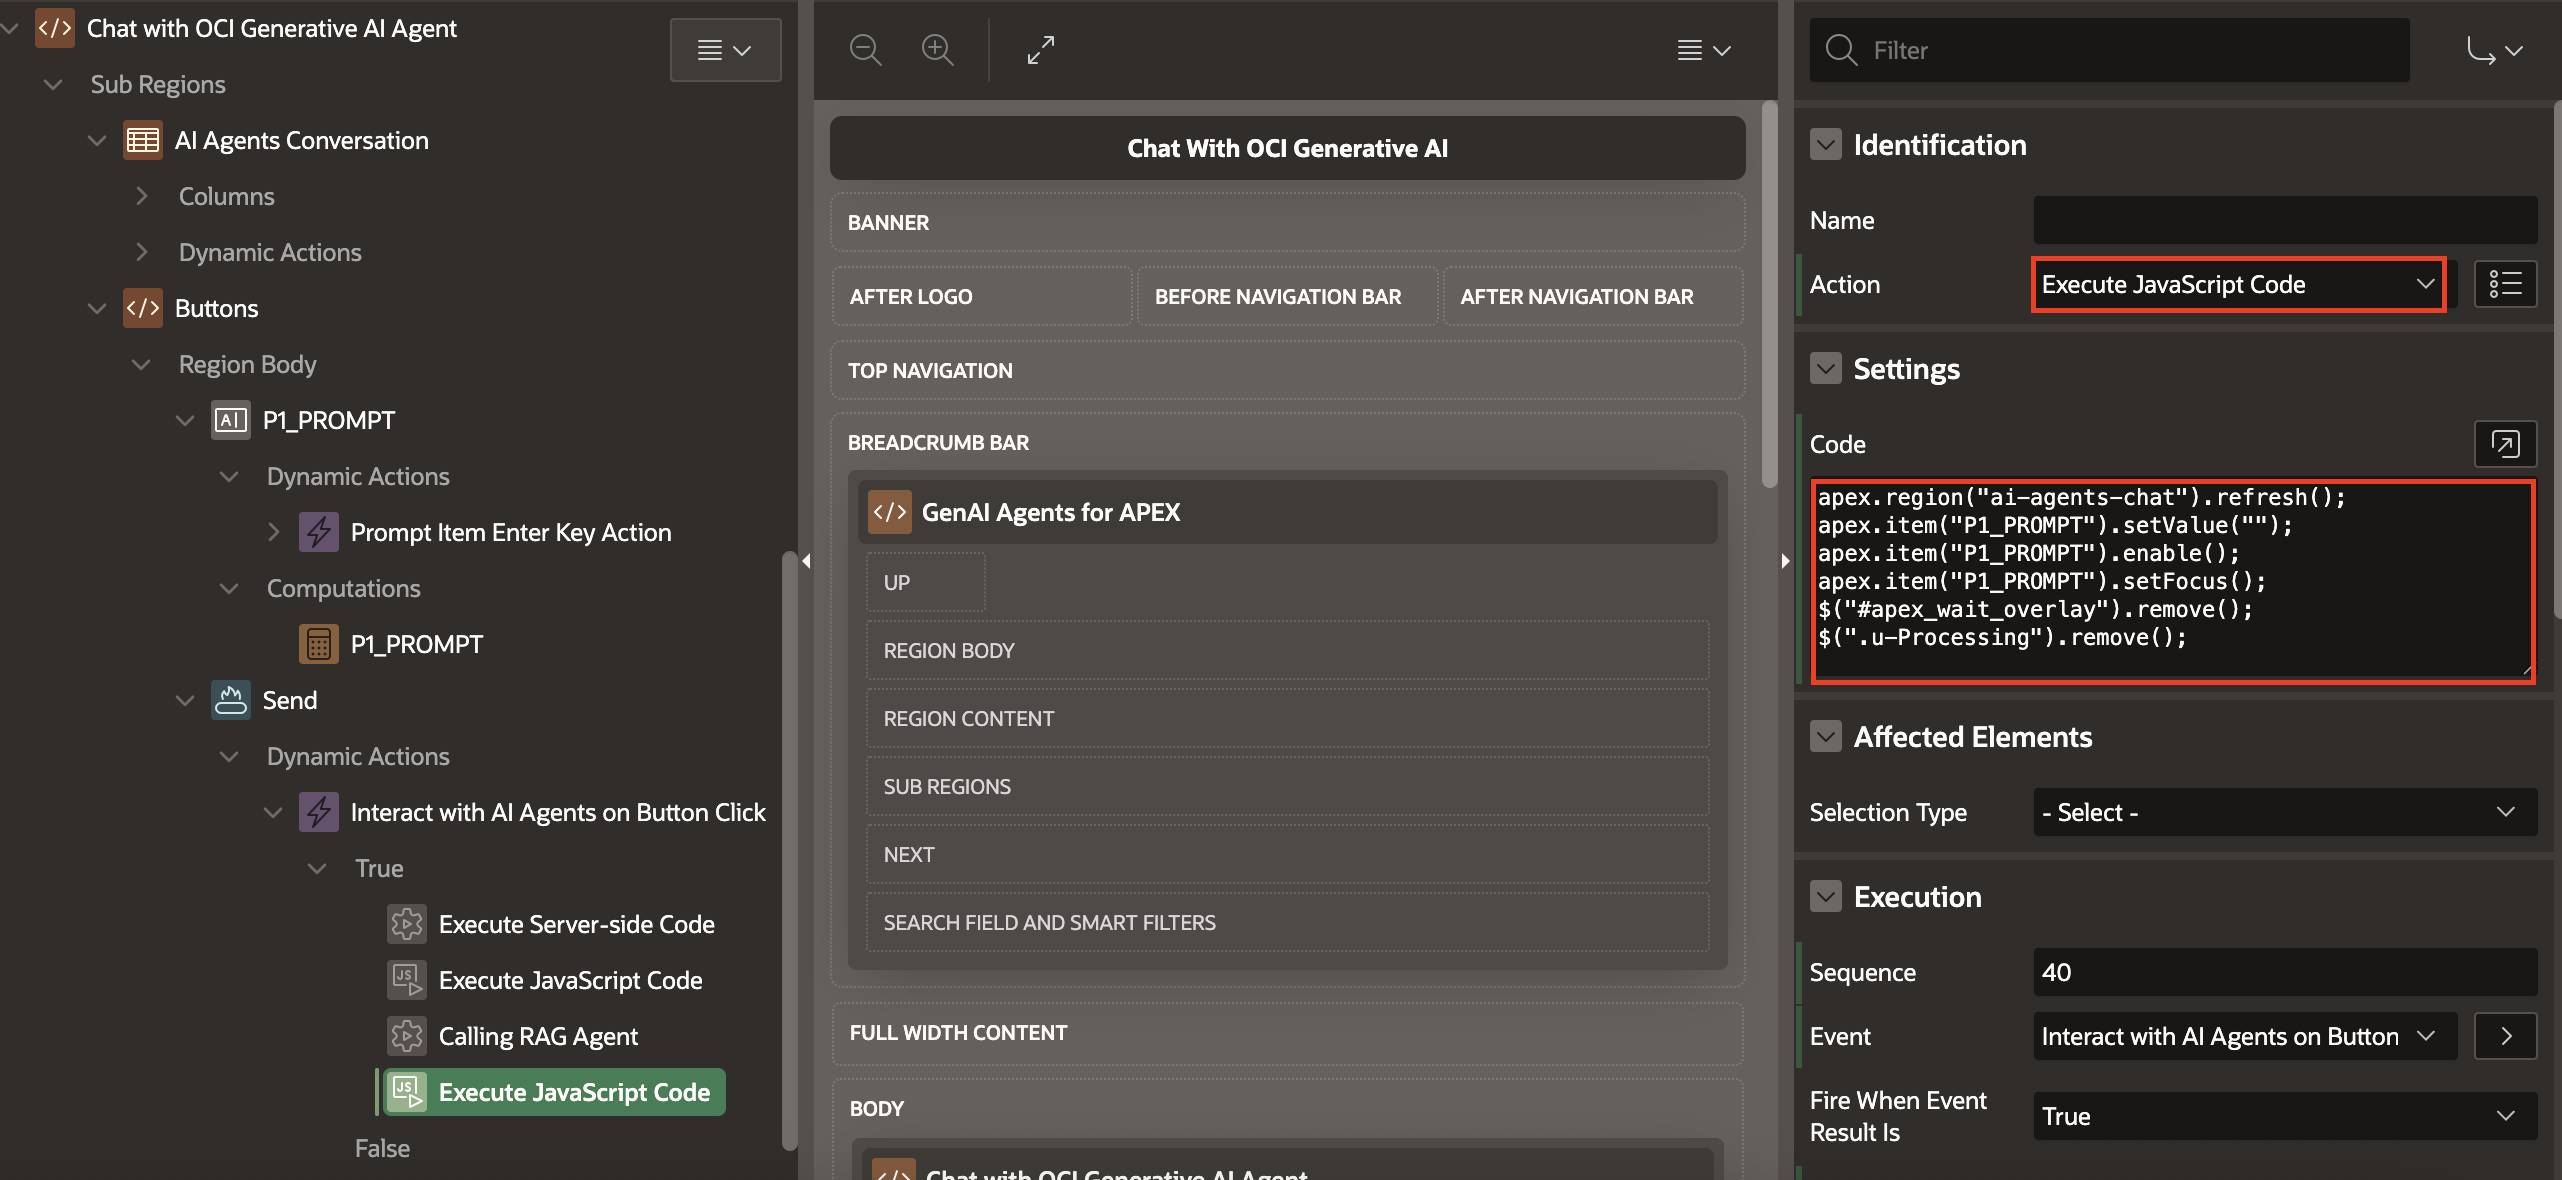 Chat with OCI Generative AI Agent
Sub Regions
AI Agents Conversation
Columns
Dynamic Actions
Buttons
Region Body
P1_PROMPT
Dynamic Actions
Prompt Item Enter Key Action
Computations
P1_PROMPT
Send
Dynamic Actions
Interact with AI Agents on Button Click
True
Execute Server-side Code
Execute JavaScript Code
Calling RAG Agent
Execute JavaScript Code
False
Chat With OCI Generative AI
BANNER
AFTER LOGO
BEFORE NAVIGATION BAR
AFTER NAVIGATION BAR
TOP NAVIGATION
BREADCRUMB BAR
GenAI Agents for APEX
UP
REGION BODY
REGION CONTENT
SUB REGIONS
NEXT
SEARCH FIELD AND SMART FILTERS
FULL WIDTH CONTENT
BODY
Chat with OCI Generative AI Agent
Filter
Identification
Name
Action
Execute JavaScript Code
Settings
Code
apex.region("ai-agents-chat").refresh();
apex.item("P1_PROMPT").setValue("");
apex.item("P1_PROMPT").enable();
apex.item("P1_PROMPT").setFocus();
$("#apex_wait_overlay").remove();
$(".u-Processing").remove();
Affected Elements
Selection Type
- Select -
Execution
Sequence
40
Event
Interact with AI Agents on Button
Fire When Event
Result Is
True